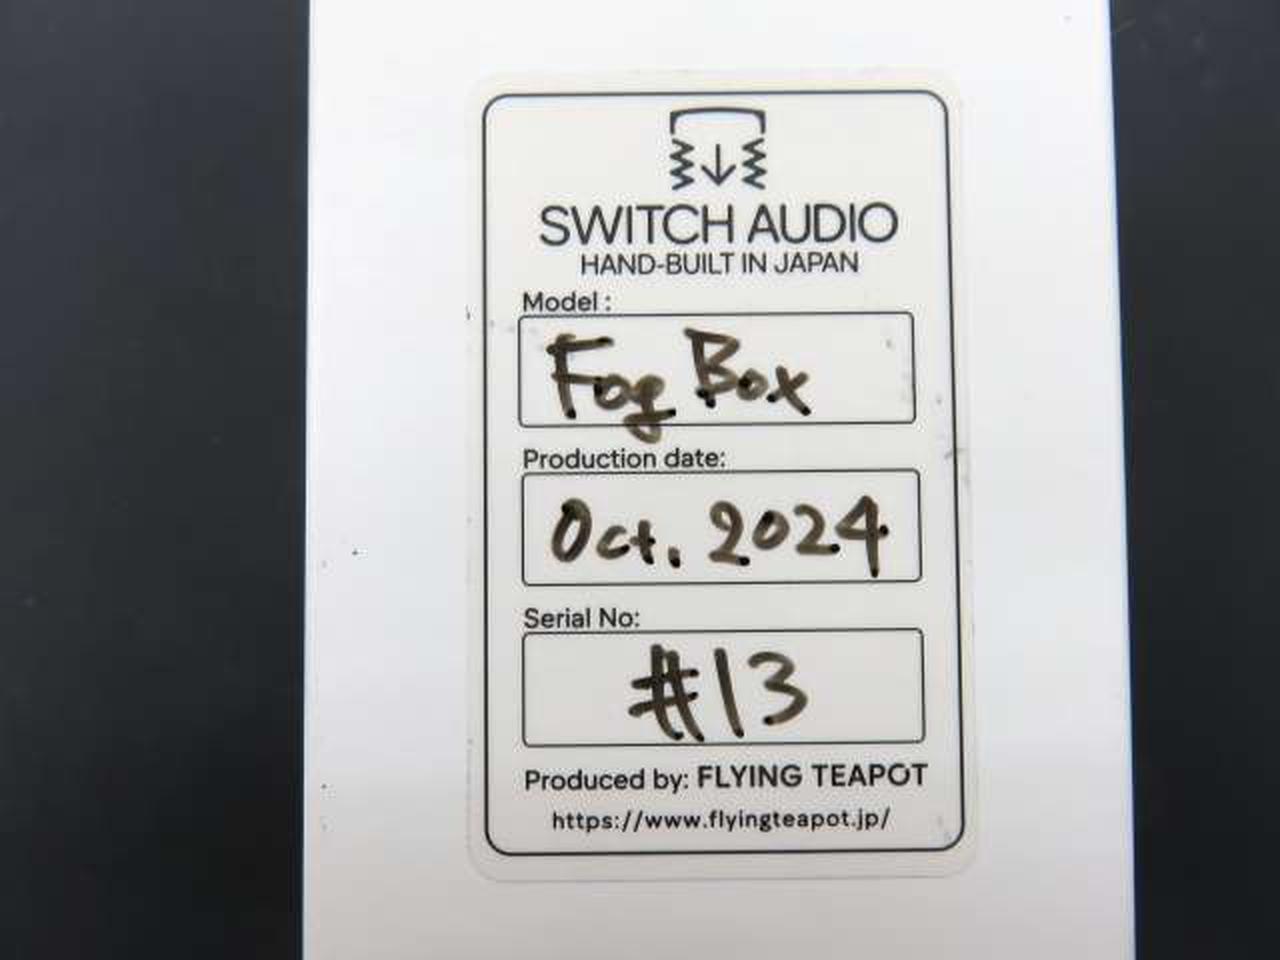 SWITCH AUDIO
HAND-BUILT IN JAPAN
Model :
Fog Box
Production date:
Oct. 2024
Serial No:
#13
Produced by: FLYING TEAPOT
https://www.flyingteapot.jp/